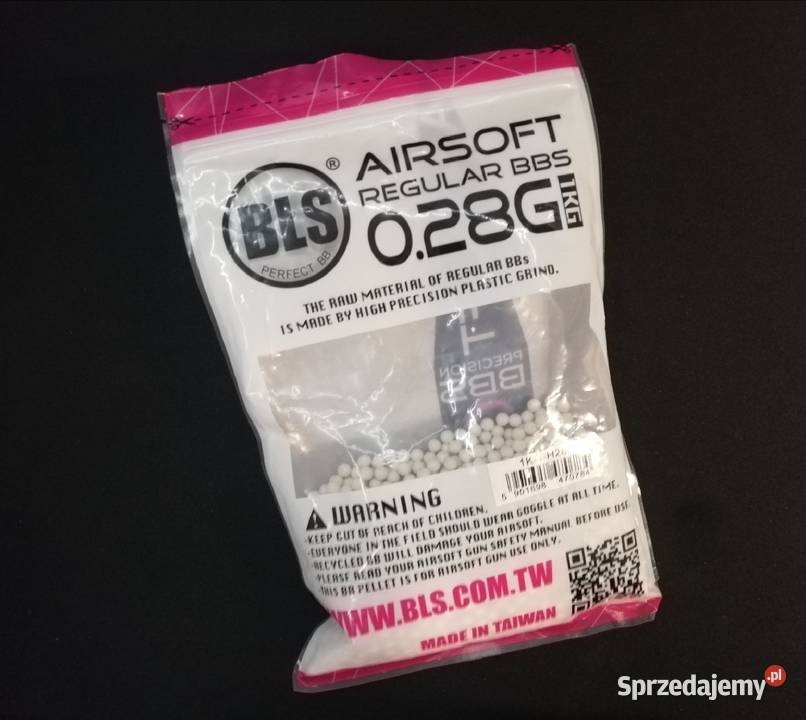 AIRSOFT
REGULAR BBS
0.28G 1KG
BLS®
PERFECT BB
THE RAW MATERIAL OF REGULAR BBs
IS MADE BY HIGH PRECISION PLASTIC GRIND.
PRECISION
BBs
5 901698 470784
WARNING
·KEEP OUT OF REACH OF CHILDREN.
·EVERYONE IN THE FIELD SHOULD WEAR GOGGLE AT ALL TIME.
·RECYCLED BB WILL DAMAGE YOUR AIRSOFT.
·PLEASE READ YOUR AIRSOFT GUN SAFETY MANUAL BEFORE USE
·THIS BB PELLET IS FOR AIRSOFT GUN USE ONLY.
WWW.BLS.COM.TW
MADE IN TAIWAN
Sprzedajemy.pl